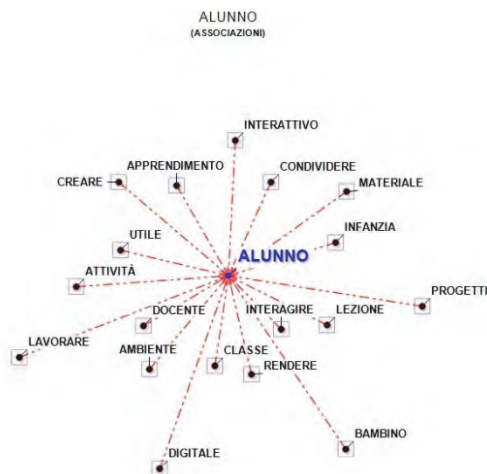 ALUNNO
(ASSOCIAZIONI)
INTERATTIVO
APPRENDIMENTO
CONDIVIDERE
CREARE
MATERIALE
UTILE
INFANZIA
ALUNNO
ATTIVITÀ
PROGETTI
DOCENTE
INTERAGIRE
LEZIONE
LAVORARE
AMBIENTE
CLASSE
RENDERE
BAMBINO
DIGITALE